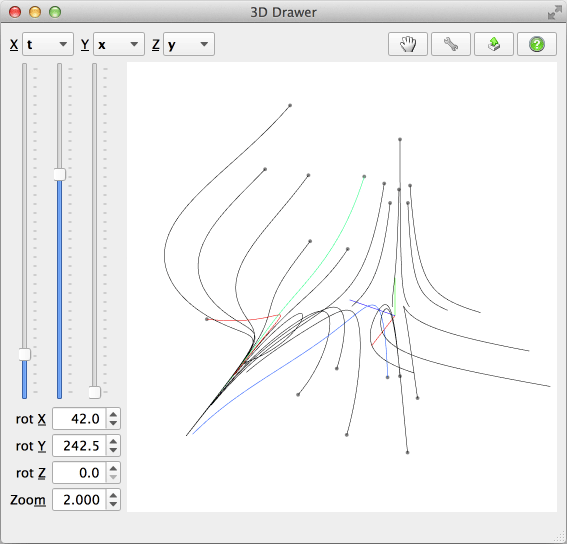 3D Drawer
X t Y x Z y
?
rot X 42.0
rot Y 242.5
rot Z 0.0
Zoom 2.000